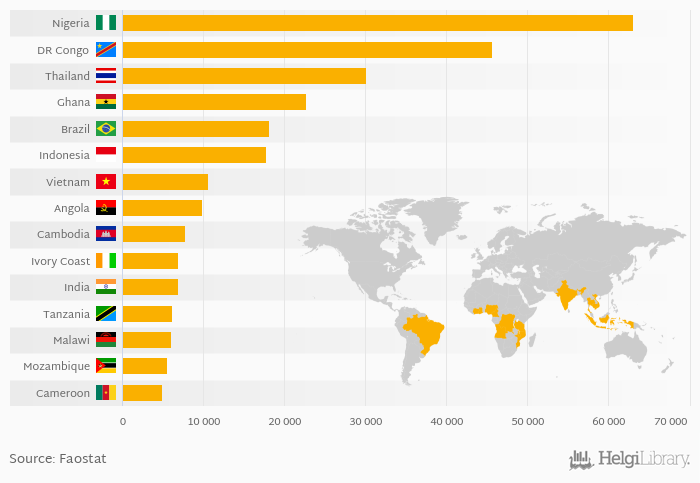 Nigeria
DR Congo
Thailand
Ghana
Brazil
Indonesia
Vietnam
Angola
Cambodia
Ivory Coast
India
Tanzania
Malawi
Mozambique
Cameroon
0 10 000 20 000 30 000 40 000 50 000 60 000 70 000
Source: Faostat
HelgiLibrary.